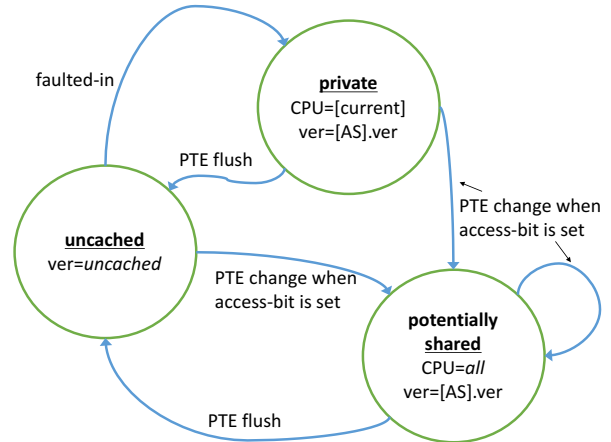 faulted-in
private
CPU=[current]
ver=[AS].ver
PTE flush
PTE change when
access-bit is set
uncached
ver=uncached
PTE change when
access-bit is set
potentially
shared
CPU=all
ver=[AS].ver
PTE flush